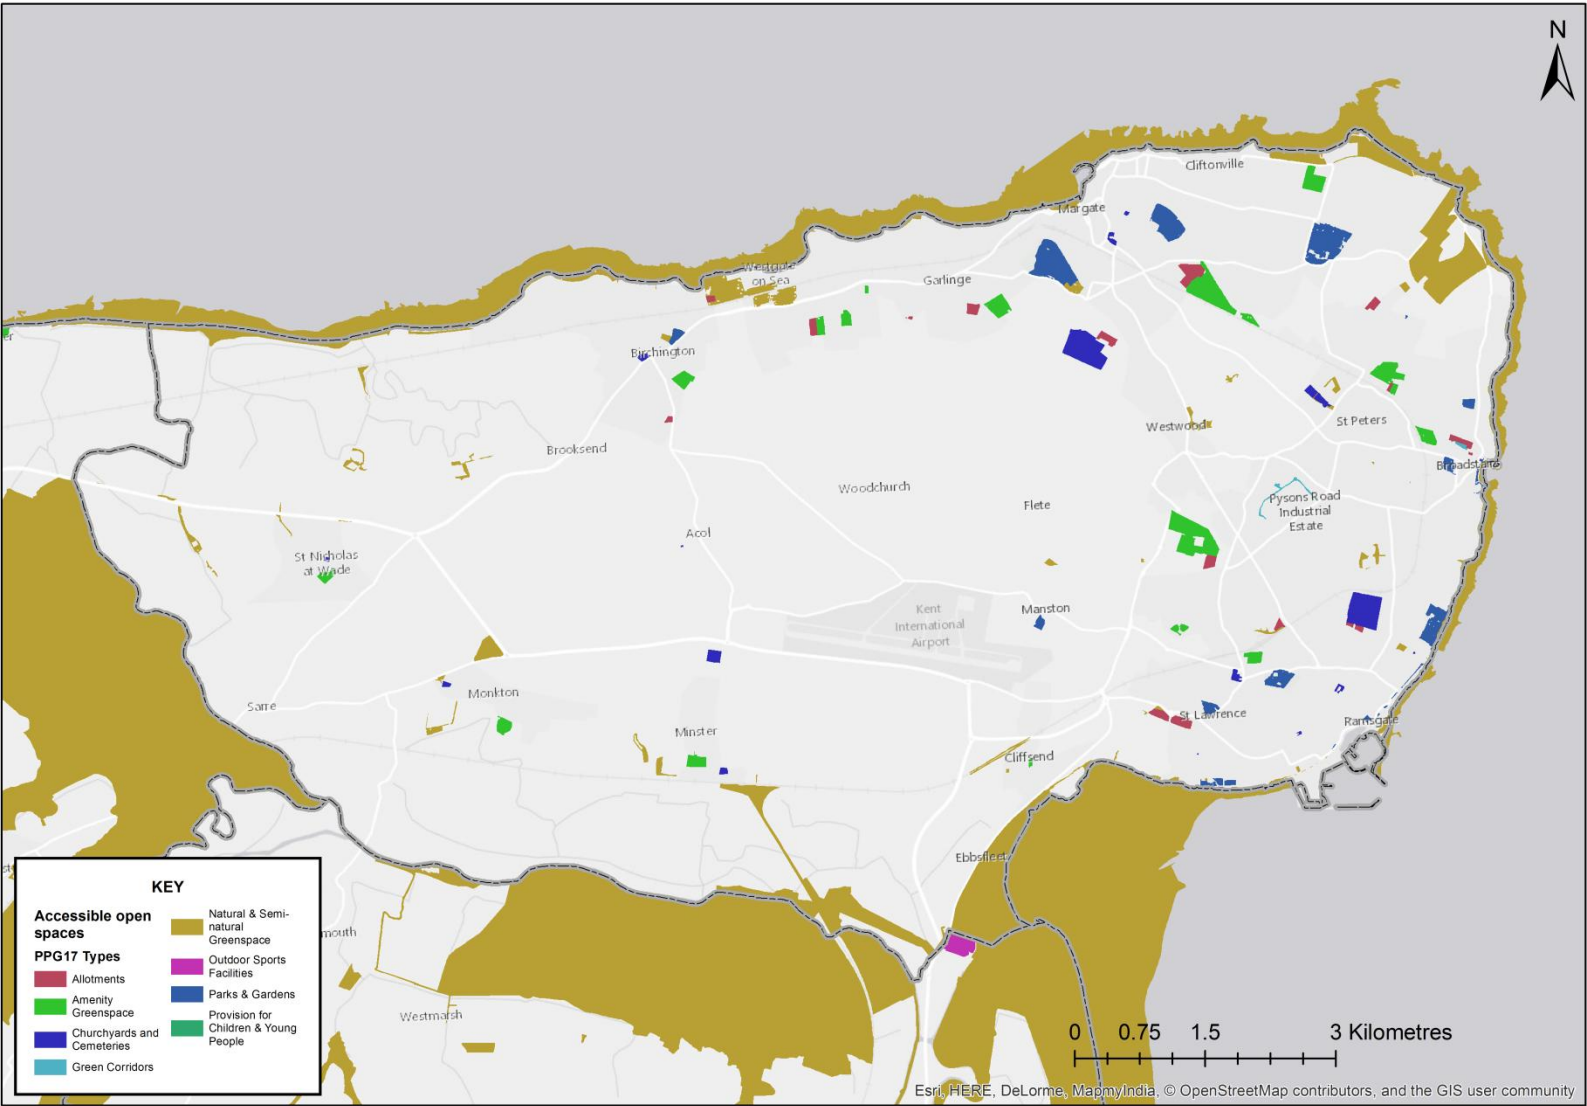 N
Cliftonville
Margate
Westgate
on Sea
Garlinge
Birchington
St Peters
Westwood
Brooksend
Broadstairs
Woodchurch
Pysons Road
Industrial
Estate
Flete
Acol
St Nicholas
at Wade
Kent
International
Airport
Manston
Monkton
Sarre
St Lawrence
Ramsgate
Minster
Cliffsend
Ebbsfleet
mouth
Westmarsh
KEY
Accessible open
spaces
PPG17 Types
Allotments
Amenity
Greenspace
Churchyards and
Cemeteries
Green Corridors
Natural & Semi-
natural
Greenspace
Outdoor Sports
Facilities
Parks & Gardens
Provision for
Children & Young
People
0 0.75 1.5 3 Kilometres
Esri, HERE, DeLorme, MapmyIndia, © OpenStreetMap contributors, and the GIS user community